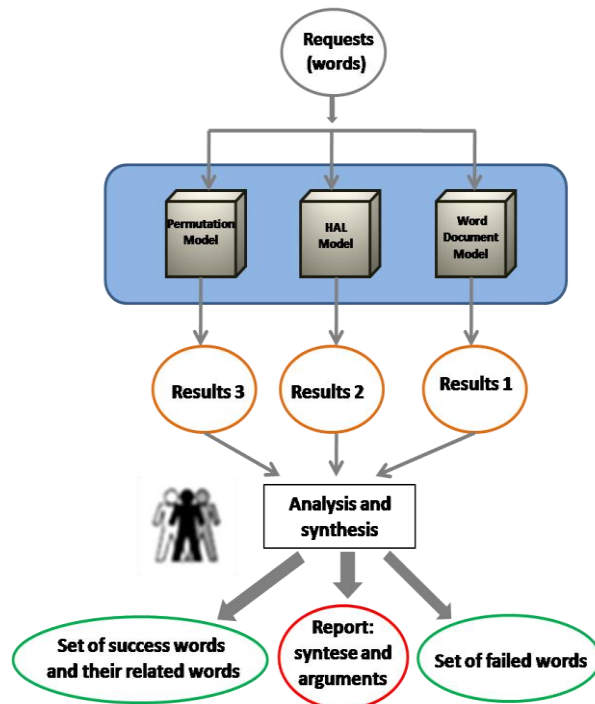 Requests
(words)
Permutation
Model
HAL
Model
Word
Document
Model
Results 3
Results 2
Results 1
Analysis and
synthesis
Set of success words
and their related words
Report:
syntese and
arguments
Set of failed words